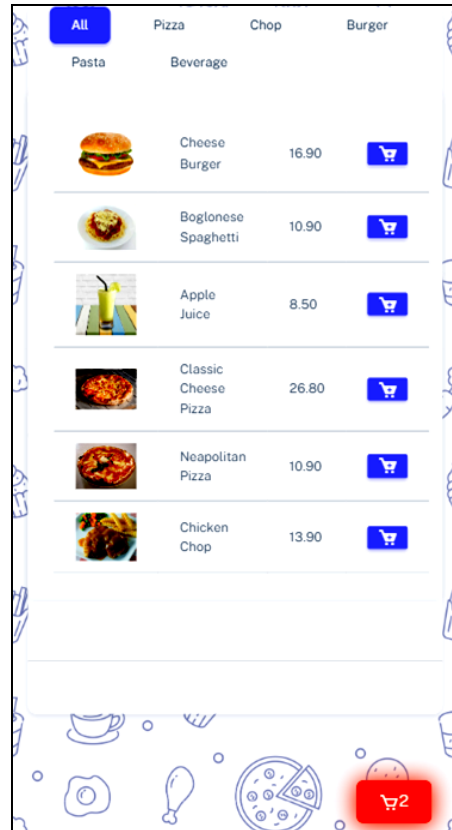 All Pizza Chop Burger
Pasta Beverage
Cheese
Burger
16.90
Boglonese
Spaghetti
10.90
Apple
Juice
8.50
Classic
Cheese
Pizza
26.80
Neapolitan
Pizza
10.90
Chicken
Chop
13.90
2